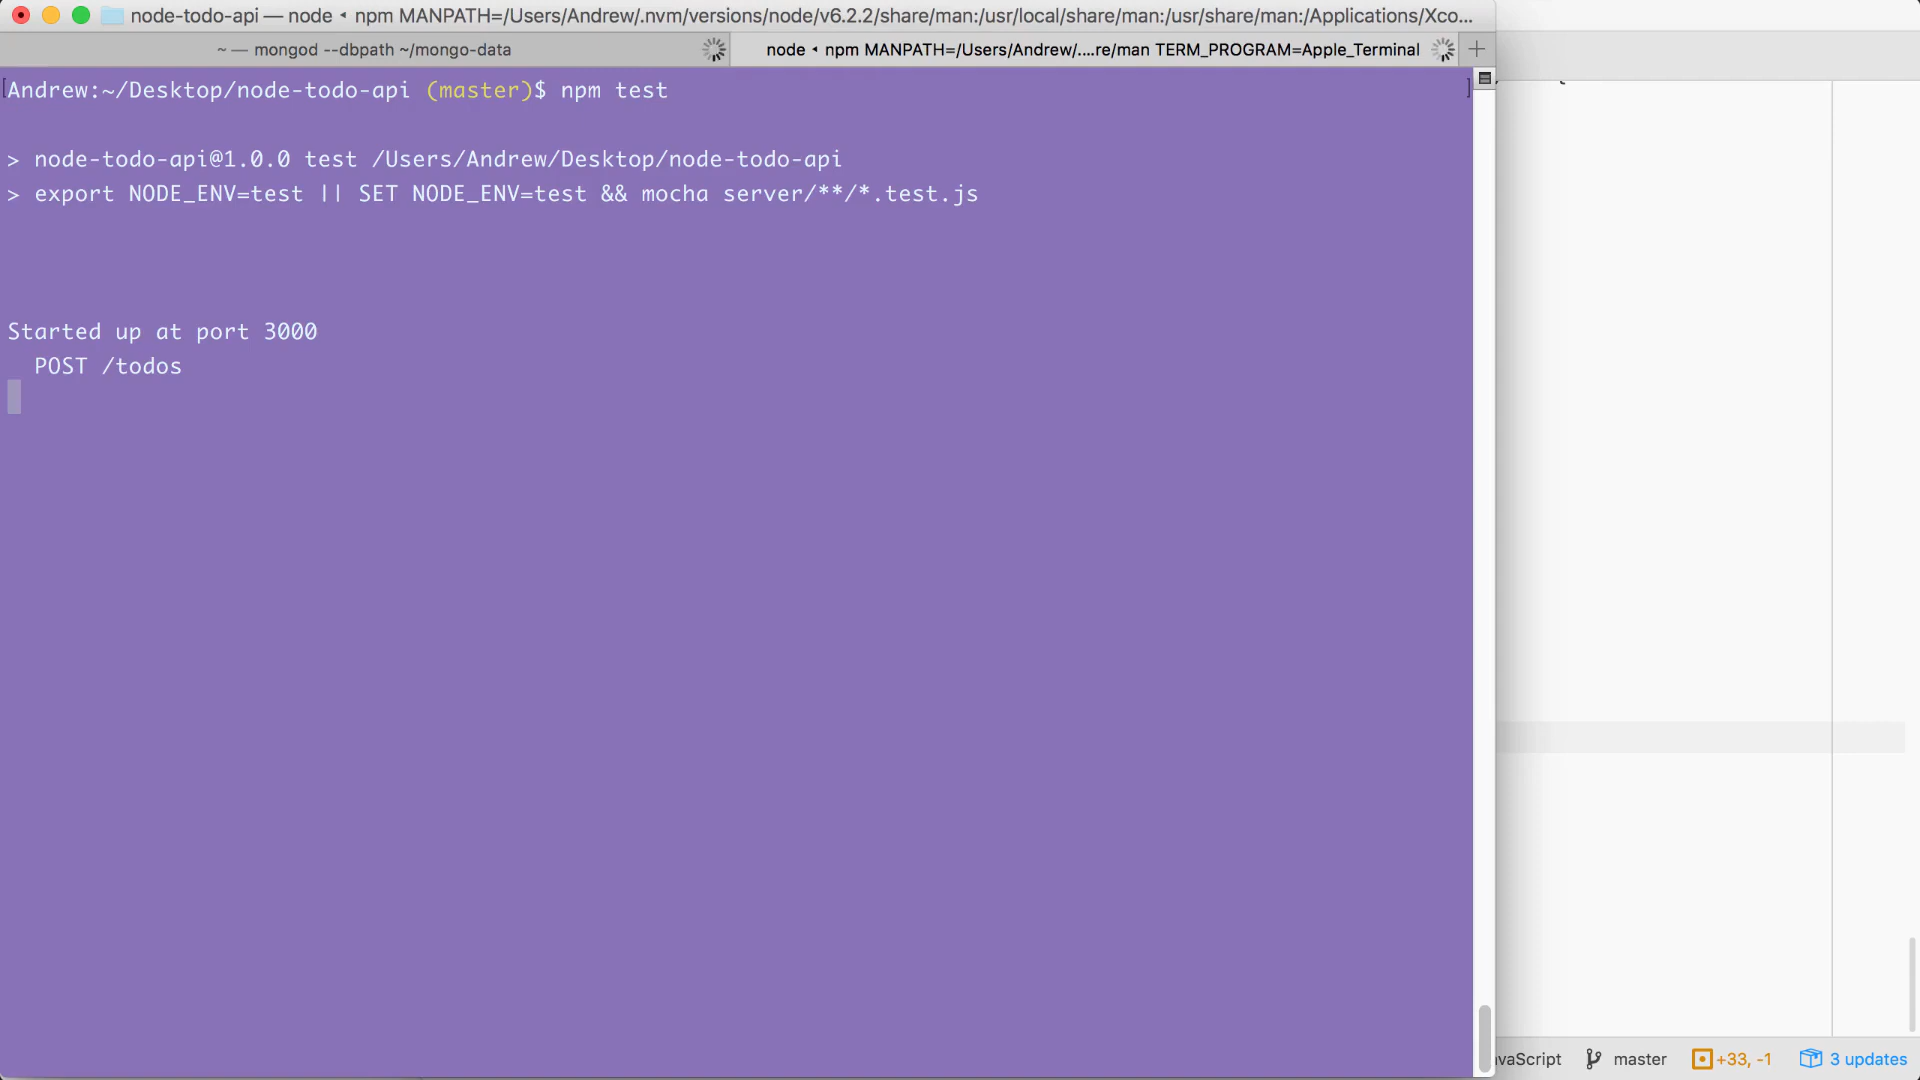 node-todo-api — node ◂ npm MANPATH=/Users/Andrew/.nvm/versions/node/v6.2.2/share/man:/usr/local/share/man:/usr/share/man:/Applications/Xco...
~ — mongod --dbpath ~/mongo-data
node ◂ npm MANPATH=/Users/Andrew/....re/man TERM_PROGRAM=Apple_Terminal
Andrew:~/Desktop/node-todo-api (master)$ npm test
> node-todo-api@1.0.0 test /Users/Andrew/Desktop/node-todo-api
> export NODE_ENV=test || SET NODE_ENV=test && mocha server/**/*.test.js
Started up at port 3000
POST /todos
avaScript master +33, -1 3 updates